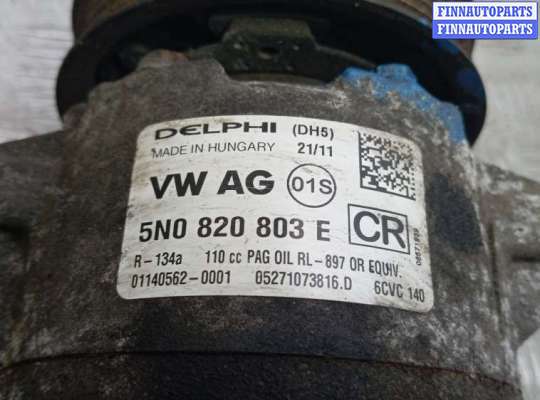 FINNAUTOPARTS
FINNAUTOPARTS
DELPHI (DH5)
MADE IN HUNGARY 21/11
VW AG 01S
5N0 820 803 E CR
R-134a 110 cc PAG OIL RL-897 OR EQUIV.
01140562-0001 05271073816.D 6CVC 140